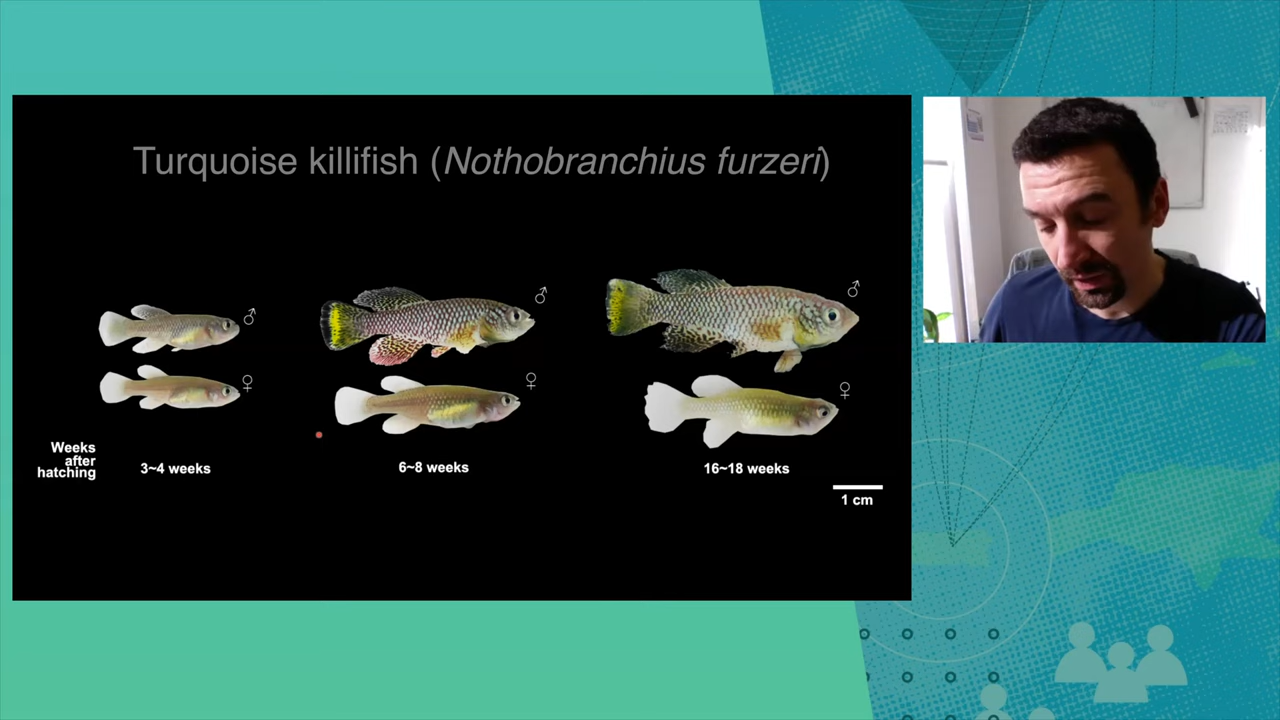 Turquoise killifish (Nothobranchius furzeri)
♂
♂
♂
♀
♀
♀
Weeks
after
hatching
3~4 weeks
6~8 weeks
16~18 weeks
1 cm